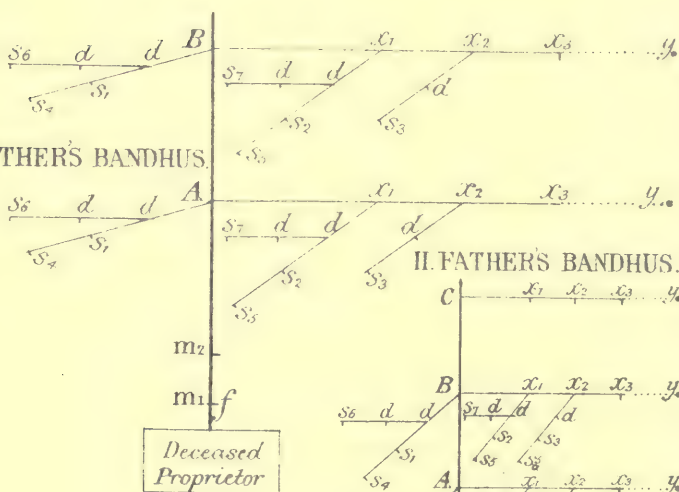 B x₁ x₂ x₃ y.
s₆ d d
s₇ d d
d
s₁
s₄
s₂
s₃
THER'S BANDHUS.
A x₁ x₂ x₃ y.
s₆ d d
s₇ d d
d
s₁
s₄
s₂
s₃
s₅
II. FATHER'S BANDHUS.
C x₁ x₂ x₃ y.
m₂
B x₁ x₂ x₃ y.
m₁ f
s₆ d d
s₇ d d
d
s₁
s₂
s₃
s₄
s₅
Deceased
Proprietor
A. x₁ x₂ x₃ y.